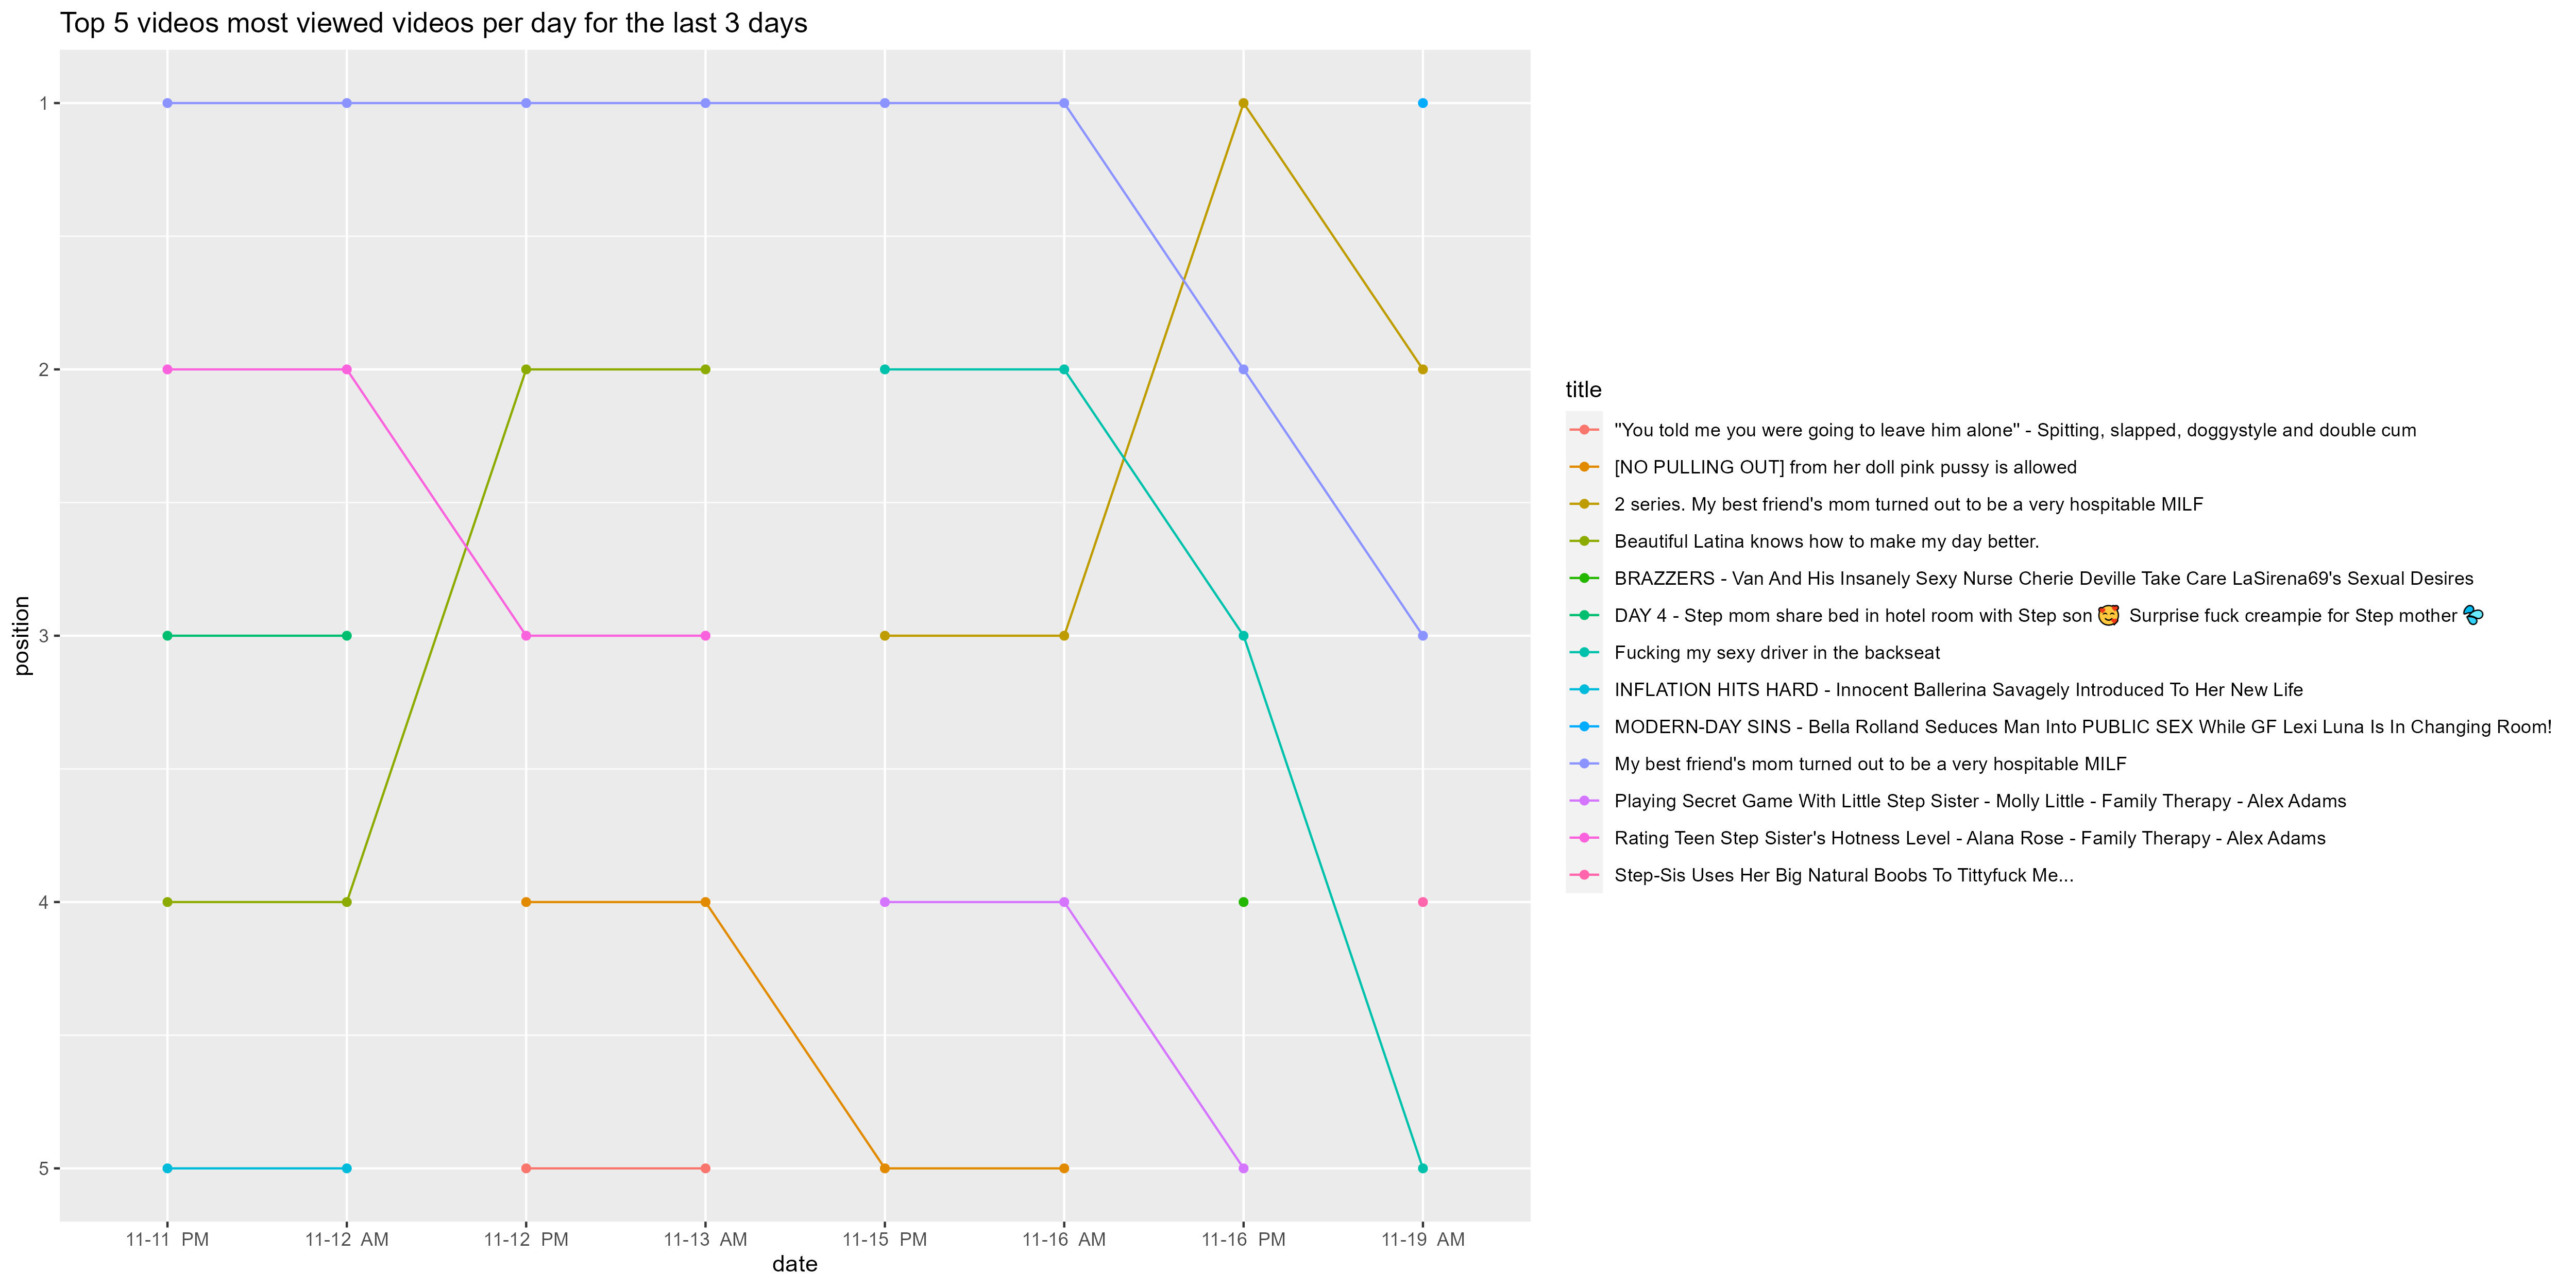 Top 5 videos most viewed videos per day for the last 3 days
position
1
2
3
4
5
11-11 PM
11-12 AM
11-12 PM
11-13 AM
11-15 PM
11-16 AM
11-16 PM
11-19 AM
date
title
"You told me you were going to leave him alone" - Spitting, slapped, doggystyle and double cum
[NO PULLING OUT] from her doll pink pussy is allowed
2 series. My best friend's mom turned out to be a very hospitable MILF
Beautiful Latina knows how to make my day better.
BRAZZERS - Van And His Insanely Sexy Nurse Cherie Deville Take Care LaSirena69's Sexual Desires
DAY 4 - Step mom share bed in hotel room with Step son 🥰 Surprise fuck creampie for Step mother 💦
Fucking my sexy driver in the backseat
INFLATION HITS HARD - Innocent Ballerina Savagely Introduced To Her New Life
MODERN-DAY SINS - Bella Rolland Seduces Man Into PUBLIC SEX While GF Lexi Luna Is In Changing Room!
My best friend's mom turned out to be a very hospitable MILF
Playing Secret Game With Little Step Sister - Molly Little - Family Therapy - Alex Adams
Rating Teen Step Sister's Hotness Level - Alana Rose - Family Therapy - Alex Adams
Step-Sis Uses Her Big Natural Boobs To Tittyfuck Me...